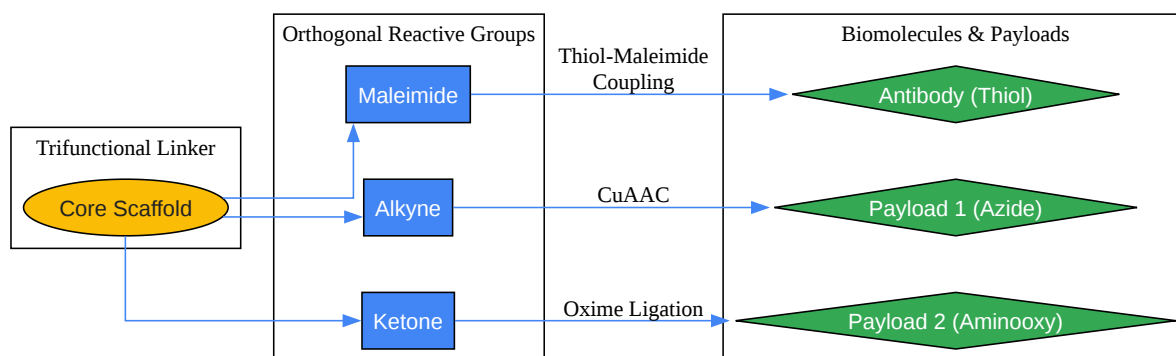 Orthogonal Reactive Groups
Biomolecules & Payloads
Thiol-Maleimide
Coupling
Maleimide
Antibody (Thiol)
Trifunctional Linker
Core Scaffold
Alkyne
CuAAC
Payload 1 (Azide)
Ketone
Oxime Ligation
Payload 2 (Aminooxy)